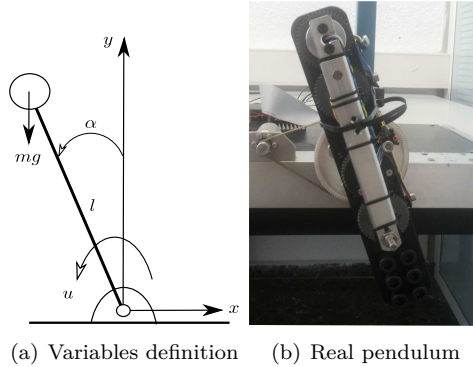 y
α
mg
l
u
x
(a) Variables definition
(b) Real pendulum